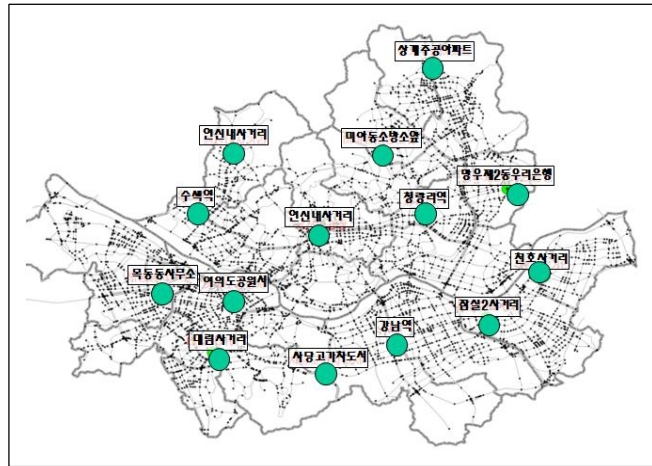 상계주공아파트
연신내사거리
미아동소방소앞
망우제2동우리은행
수색역
청량리역
연신내사거리
천호사거리
목동동사무소
여의도공원서
잠실2사거리
강남역
대림사거리
사당고가차도서